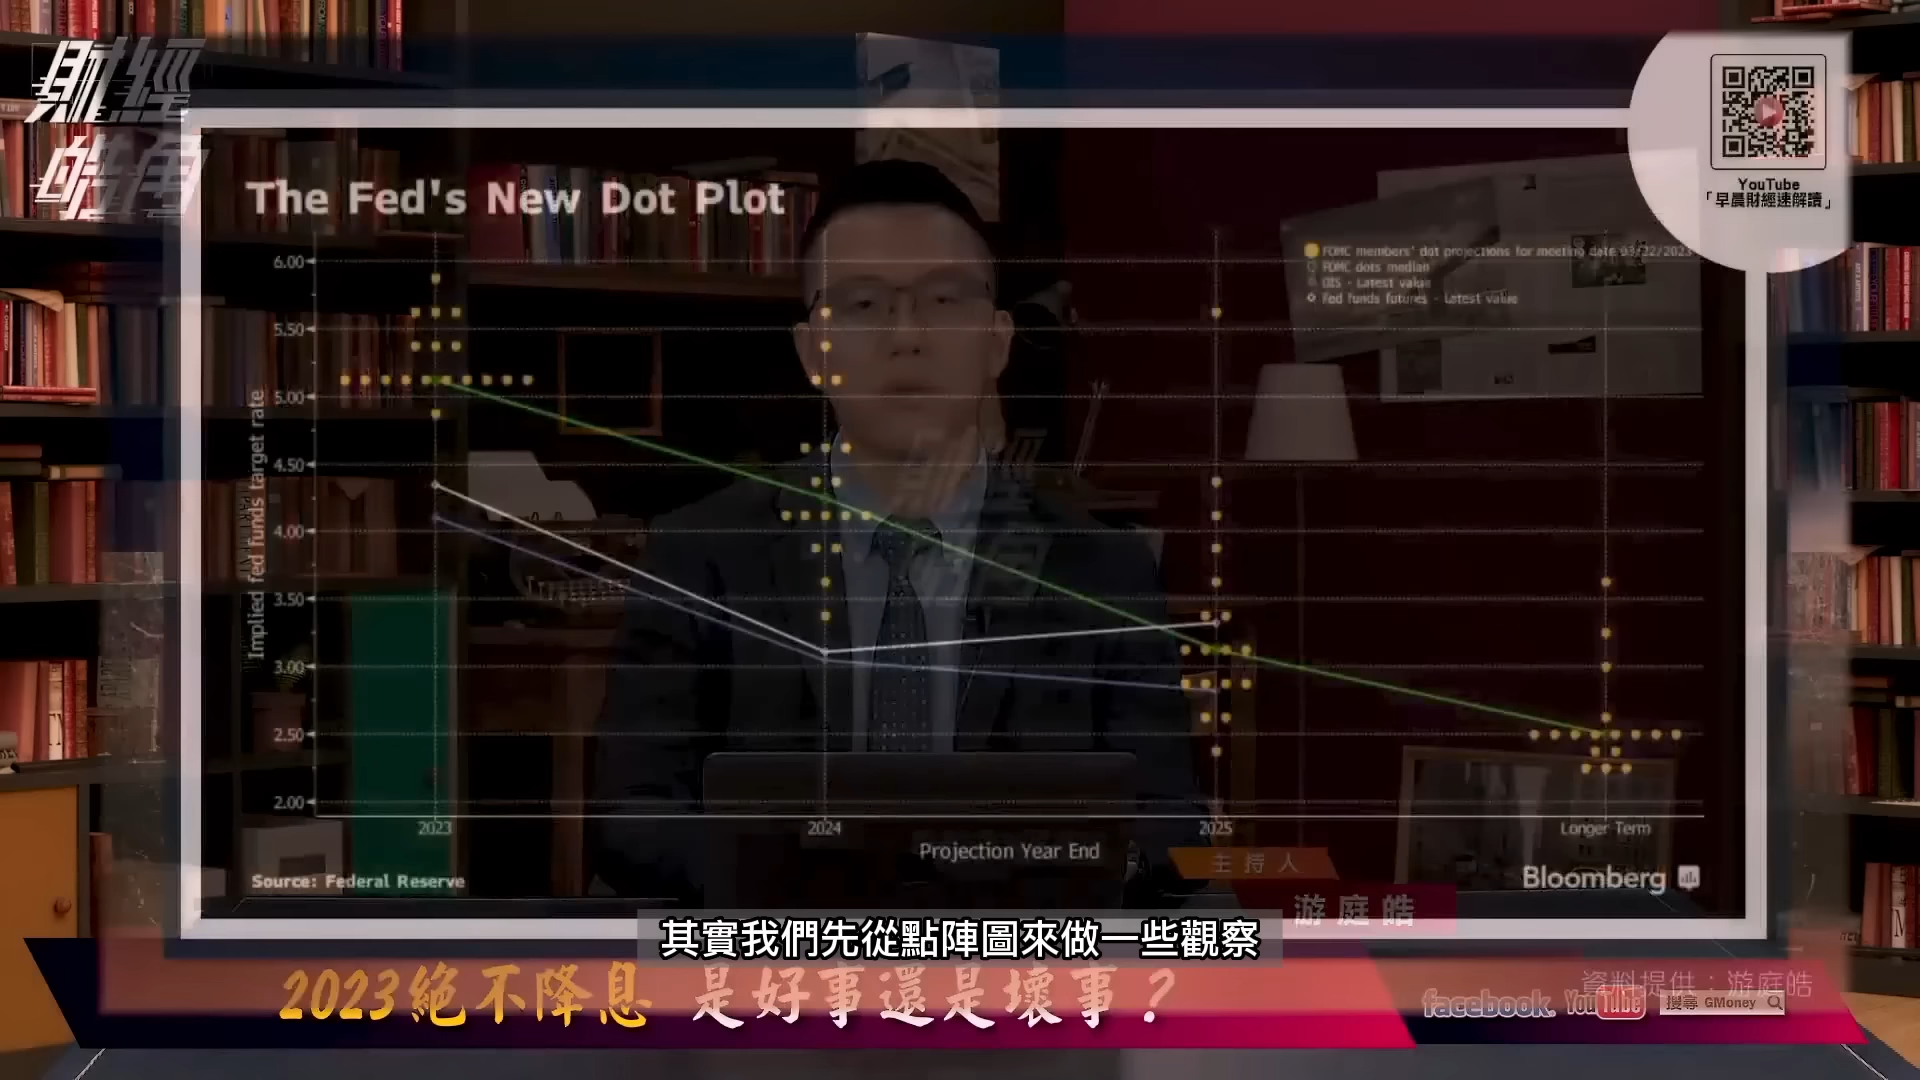 財經
皓角
YouTube
「早晨財經速解讀」
The Fed's New Dot Plot
FOMC members' dot projections for meeting date 03/22/2023
FOMC dots median
OIS - Latest value
Fed funds futures - Latest value
Implied fed funds target rate
6.00
5.50
5.00
4.50
4.00
3.50
3.00
2.50
2.00
2023
2024
2025
Longer Term
Projection Year End
Source: Federal Reserve
Bloomberg
主持人
游庭皓
其實我們先從點陣圖來做一些觀察
2023絕不降息 是好事還是壞事？
資料提供：游庭皓
facebook. YouTube 搜尋 GMoney